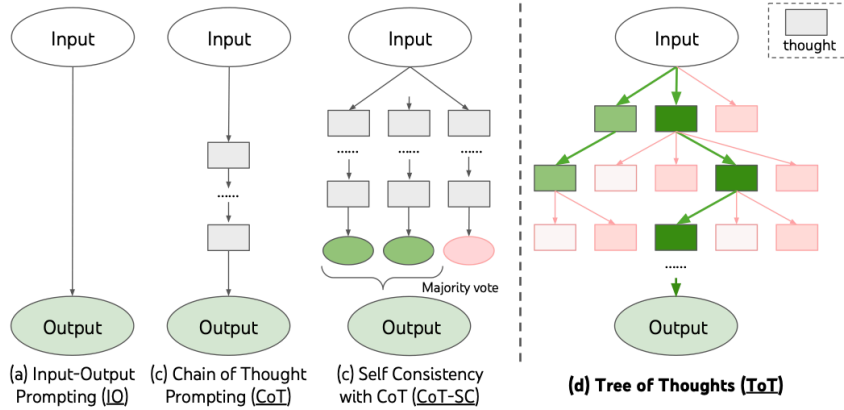 Input
Input
Input
Input
thought
......
......
......
......
......
Majority vote
Output
Output
Output
Output
(a) Input-Output
Prompting (IO)
(c) Chain of Thought
Prompting (CoT)
(c) Self Consistency
with CoT (CoT-SC)
(d) Tree of Thoughts (ToT)